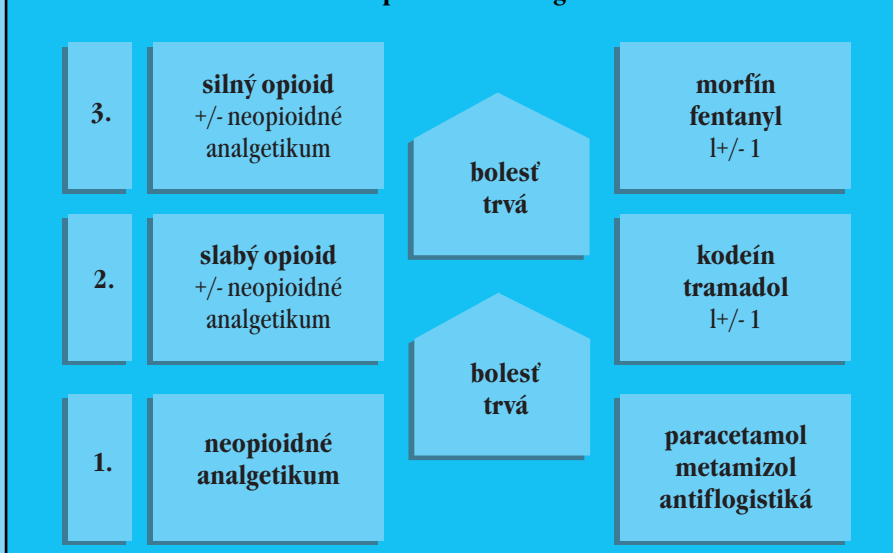 3.
silný opioid
+/- neopioidné
analgetikum
bolesť
trvá
morfín
fentanyl
l+/- 1
2.
slabý opioid
+/- neopioidné
analgetikum
bolesť
trvá
kodeín
tramadol
l+/- 1
1.
neopioidné
analgetikum
paracetamol
metamizol
antiflogistiká